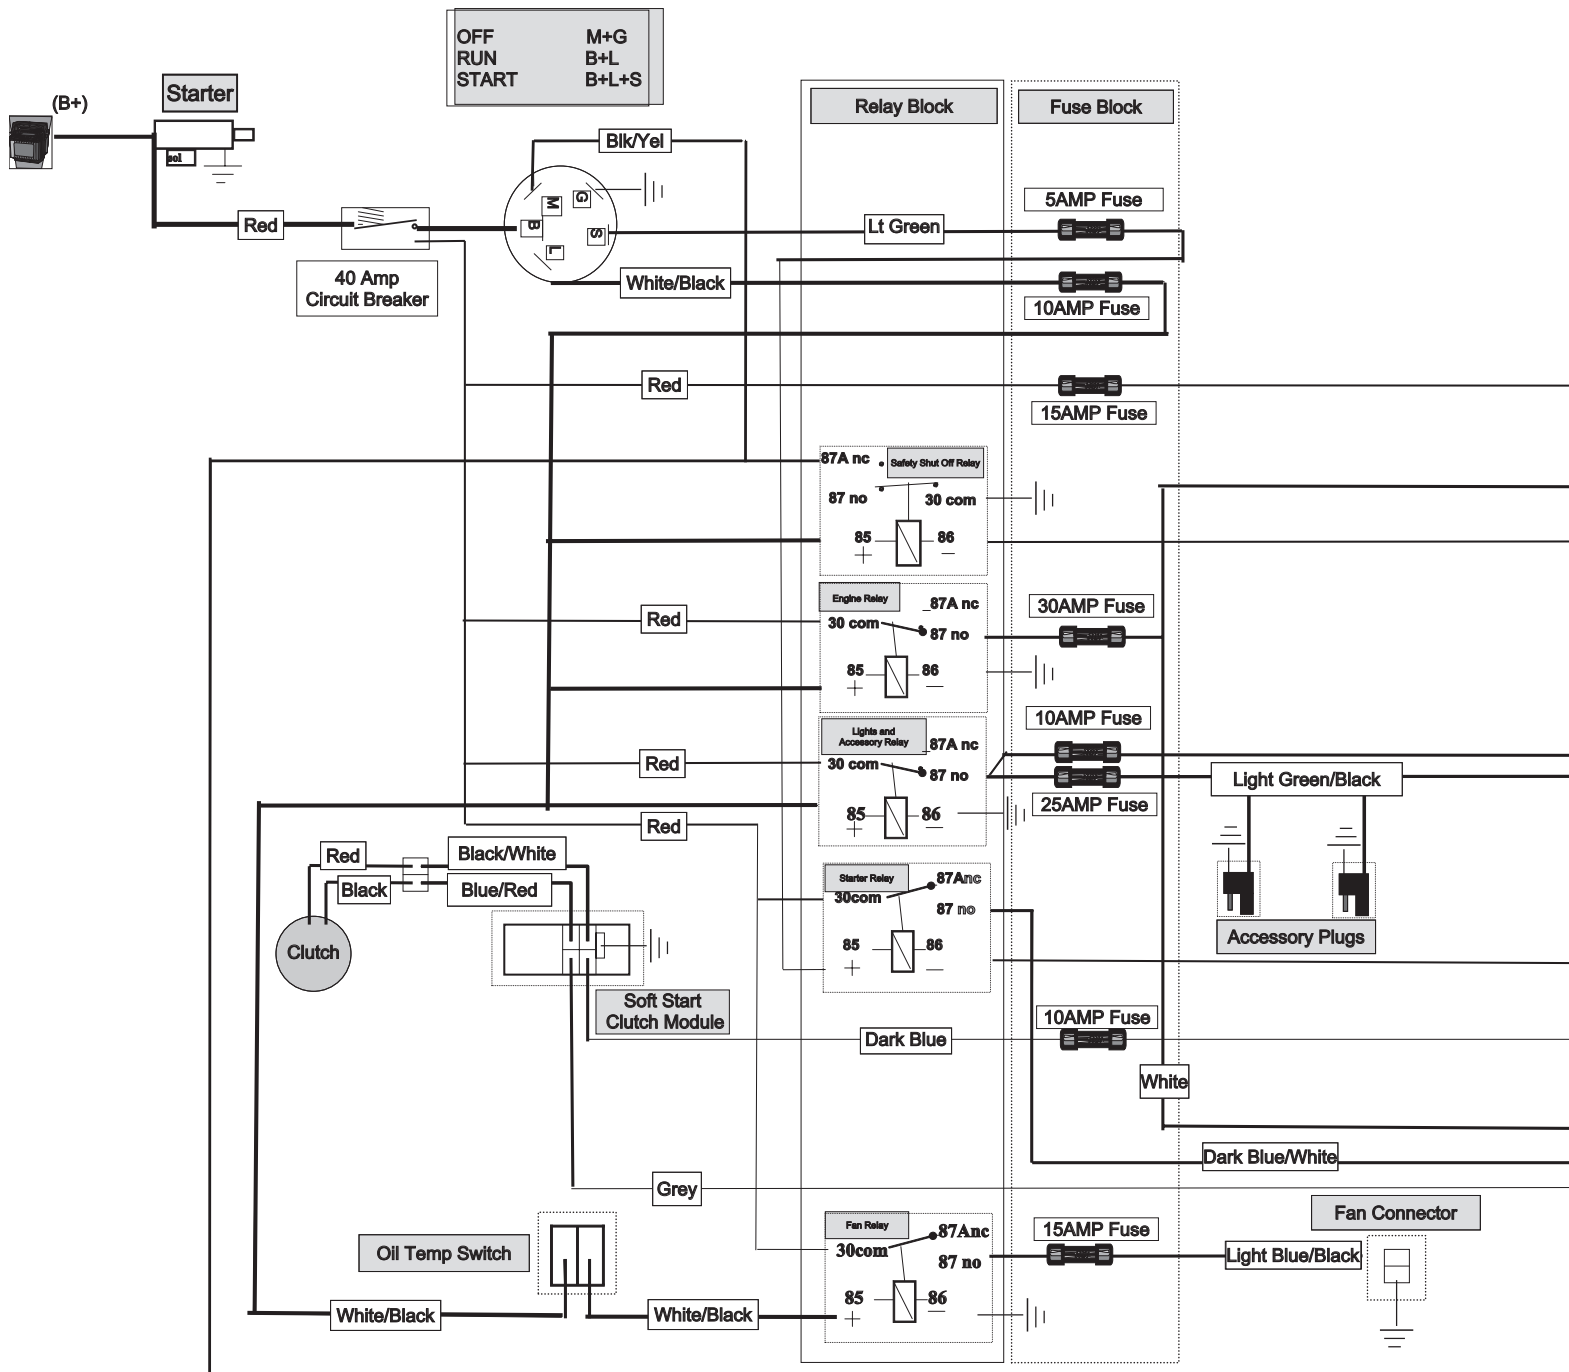 OFF M+G
RUN B+L
START B+L+S
(B+)
Starter
sol
Relay Block
Fuse Block
Blk/Yel
M
G
B
S
L
5AMP Fuse
Red
Lt Green
40 Amp
Circuit Breaker
White/Black
10AMP Fuse
Red
15AMP Fuse
87A nc
Safety Shut Off Relay
87 no
30 com
85
86
+
—
Engine Relay
87A nc
30AMP Fuse
Red
30 com
87 no
85
86
+
—
10AMP Fuse
Lights and
Accessory Relay
87A nc
Red
30 com
87 no
Light Green/Black
25AMP Fuse
85
86
+
—
Red
Red
Black/White
Black
Blue/Red
Starter Relay
87Anc
30com
87 no
Clutch
85
86
+
—
Accessory Plugs
Soft Start
Clutch Module
10AMP Fuse
Dark Blue
White
Dark Blue/White
Grey
Fan Connector
Fan Relay
87Anc
15AMP Fuse
Oil Temp Switch
30com
87 no
Light Blue/Black
85
86
+
—
White/Black
White/Black